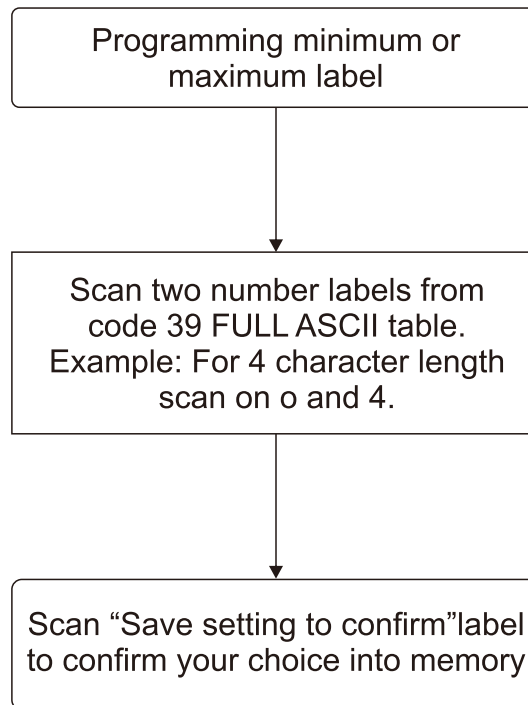 Programming minimum or
maximum label
Scan two number labels from
code 39 FULL ASCII table.
Example: For 4 character length
scan on o and 4.
Scan “Save setting to confirm”label
to confirm your choice into memory